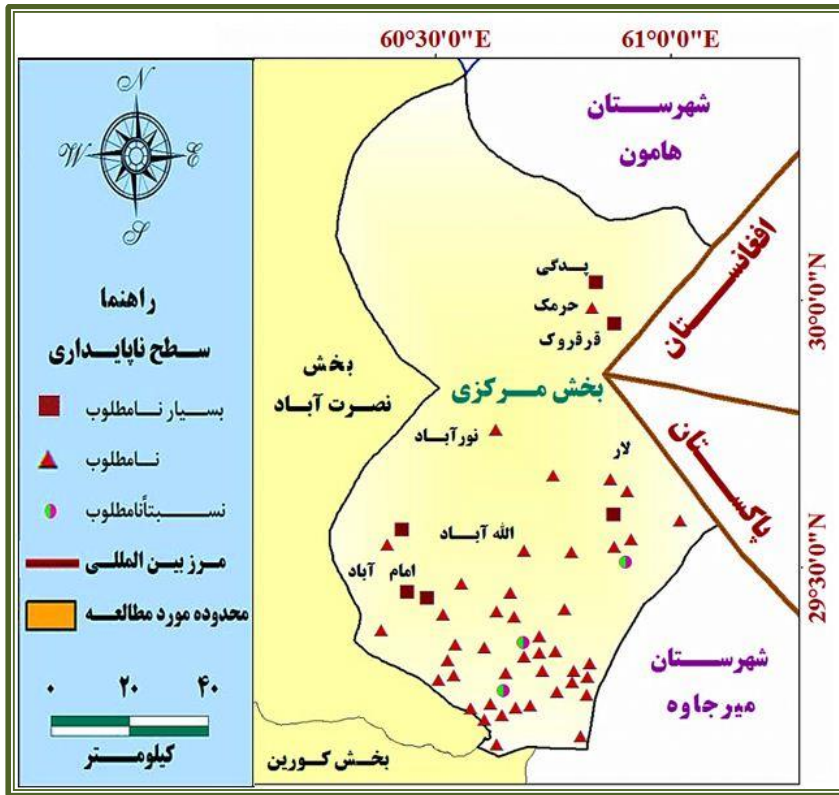 60°30'0"E
61°0'0"E
N
W
E
S
راهنما
سطح ناپایداری
بسیار نامطلوب
نامطلوب
نسبتأنامطلوب
مرز بین المللی
محدوده مورد مطالعه
۰ ۲۰ ۴۰
کیلومتر
شهرستان
هامون
افغانستان
30°0'0"N
پدگی
حرمک
قرقروک
بخش مرکزی
بخش
نصرت آباد
نورآباد
لار
پاکستان
الله آباد
امام آباد
29°30'0"N
شهرستان
میرجاوه
بخش کورین